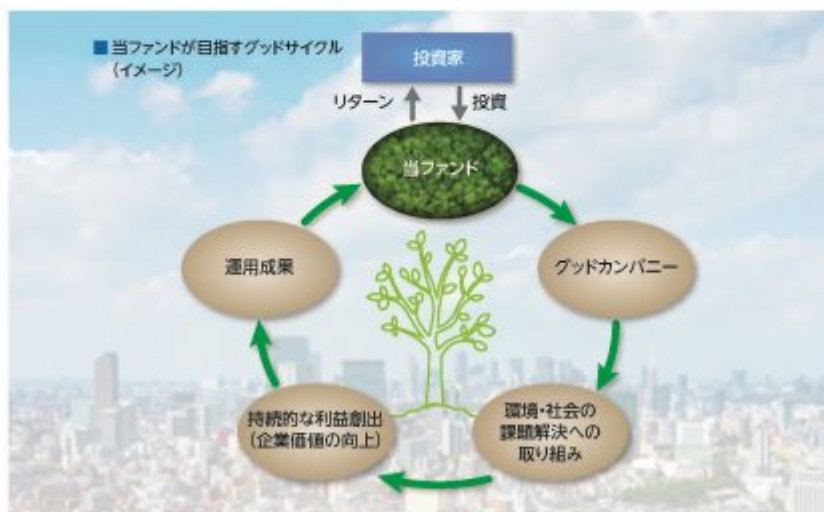 ■当ファンドが目指すグッドサイクル
（イメージ）
投資家
リターン
投資
当ファンド
運用成果
グッドカンパニー
持続的な利益創出
（企業価値の向上）
環境・社会の
課題解決への
取り組み